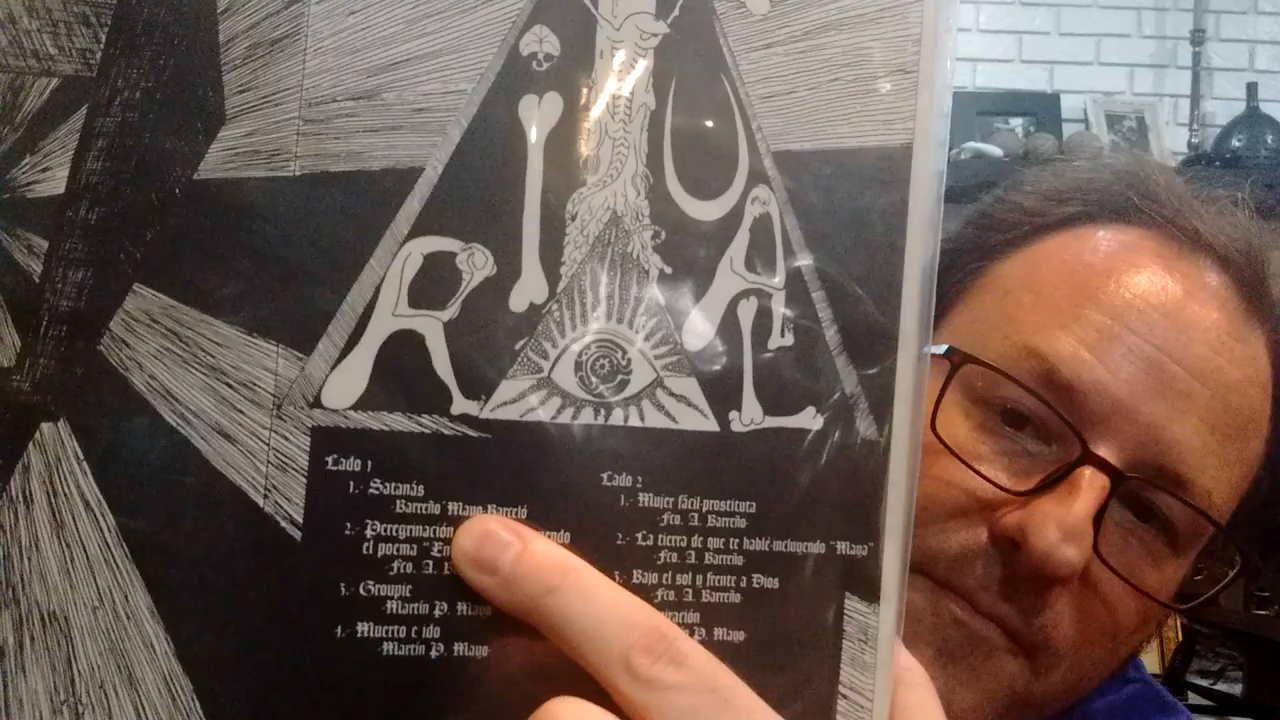 RITUAL
Lado 1
1.- Satanás
-Barreño-Mayo-Barceló
2.- Peregrinación
el poema "En
-Fco. A.
3.- Groupie
-Martín P. Mayo
4.- Muerto e ido
-Martín P. Mayo-
Lado 2
1.- Mujer fácil-prostituta
-Fco. A. Barreño-
2.- La tierra de que te hablé-incluyendo "Maya"
-Fco. A. Barreño-
3.- Bajo el sol y frente a Dios
-Fco. A. Barreño-
P. Mayo